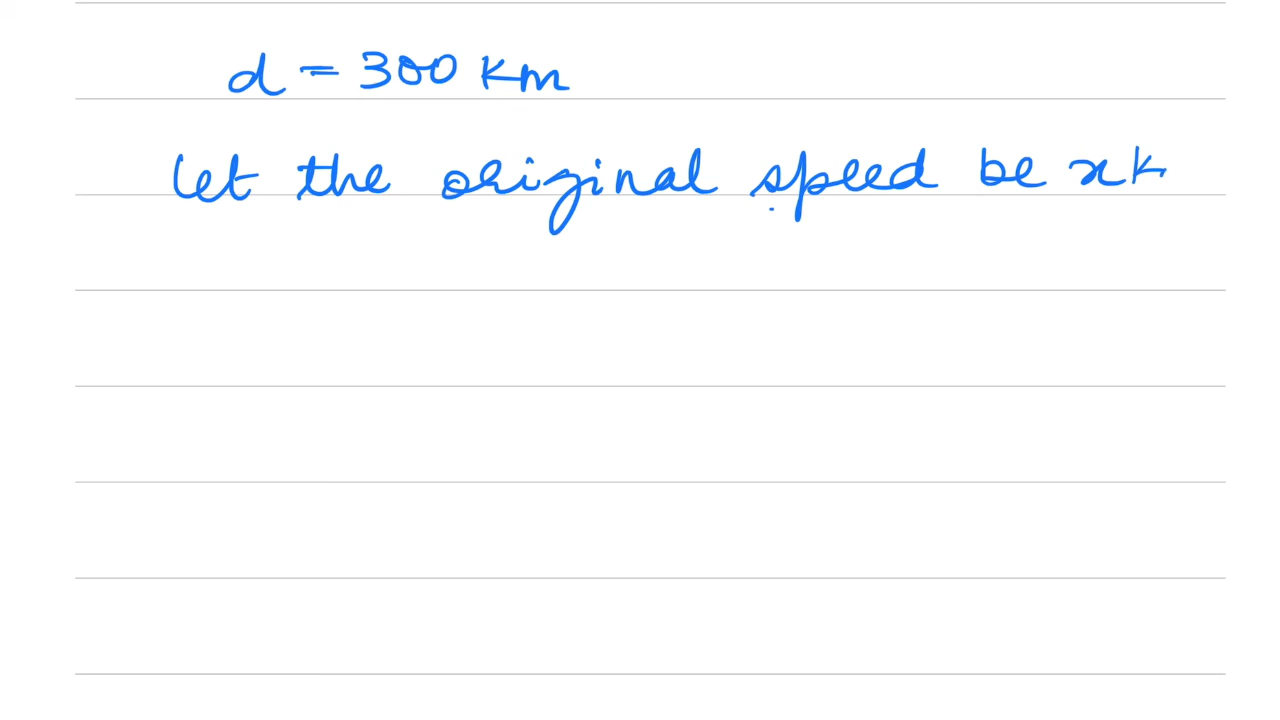 d = 300 km
let the original speed be x k